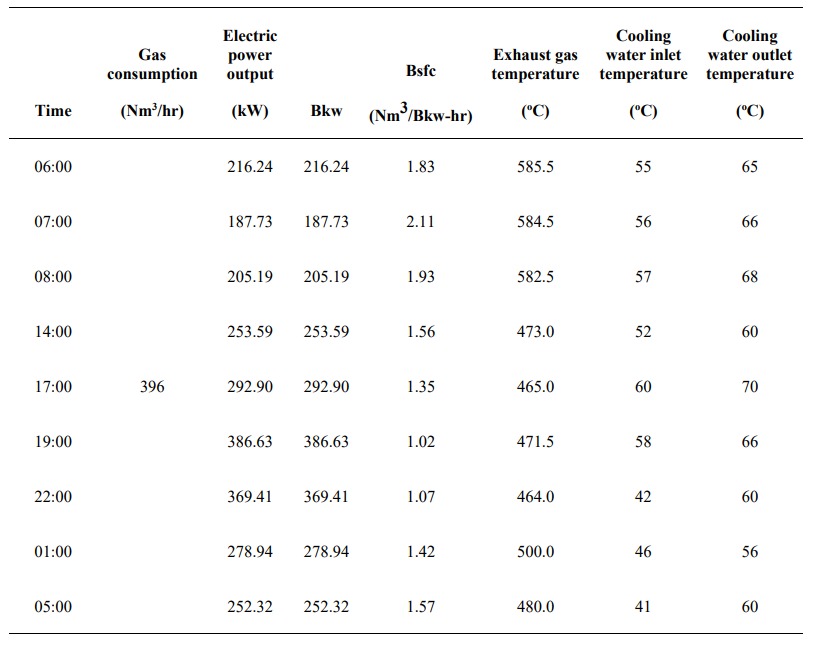 Time Gas consumption (Nm³/hr) Electric power output (kW) Bkw Bsfc (Nm³/Bkw-hr) Exhaust gas temperature (ºC) Cooling water inlet temperature (ºC) Cooling water outlet temperature (ºC)
06:00 216.24 216.24 1.83 585.5 55 65
07:00 187.73 187.73 2.11 584.5 56 66
08:00 205.19 205.19 1.93 582.5 57 68
14:00 253.59 253.59 1.56 473.0 52 60
17:00 396 292.90 292.90 1.35 465.0 60 70
19:00 386.63 386.63 1.02 471.5 58 66
22:00 369.41 369.41 1.07 464.0 42 60
01:00 278.94 278.94 1.42 500.0 46 56
05:00 252.32 252.32 1.57 480.0 41 60